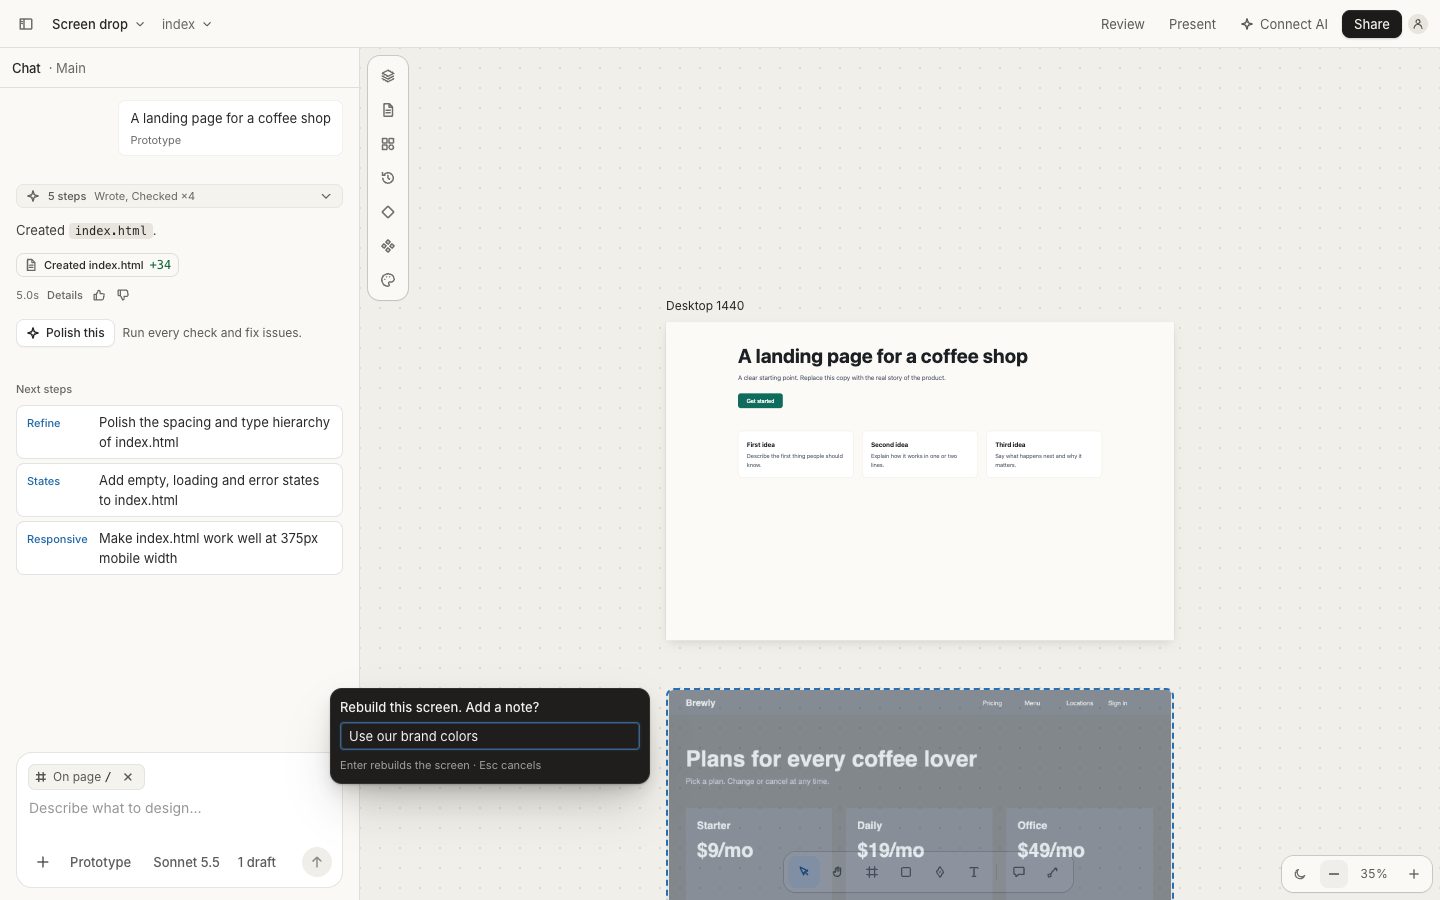 Screen drop
index
Review
Present
Connect AI
Share
Chat · Main
A landing page for a coffee shop
Prototype
5 steps Wrote, Checked ×4
Created index.html.
Created index.html +34
5.0s Details
Polish this Run every check and fix issues.
Next steps
Refine
Polish the spacing and type hierarchy
of index.html
States
Add empty, loading and error states
to index.html
Responsive
Make index.html work well at 375px
mobile width
On page /
Describe what to design...
Prototype
Sonnet 5.5
1 draft
Desktop 1440
A landing page for a coffee shop
A clear starting point. Replace this copy with the real story of the product.
Get started
First idea
Describe the first thing people should
know.
Second idea
Explain how it works in one or two
lines.
Third idea
Say what happens next and why it
matters.
Rebuild this screen. Add a note?
Use our brand colors
Enter rebuilds the screen · Esc cancels
Brewly
Pricing
Menu
Locations
Sign in
Plans for every coffee lover
Pick a plan. Change or cancel at any time.
Starter
$9/mo
Daily
$19/mo
Office
$49/mo
35%